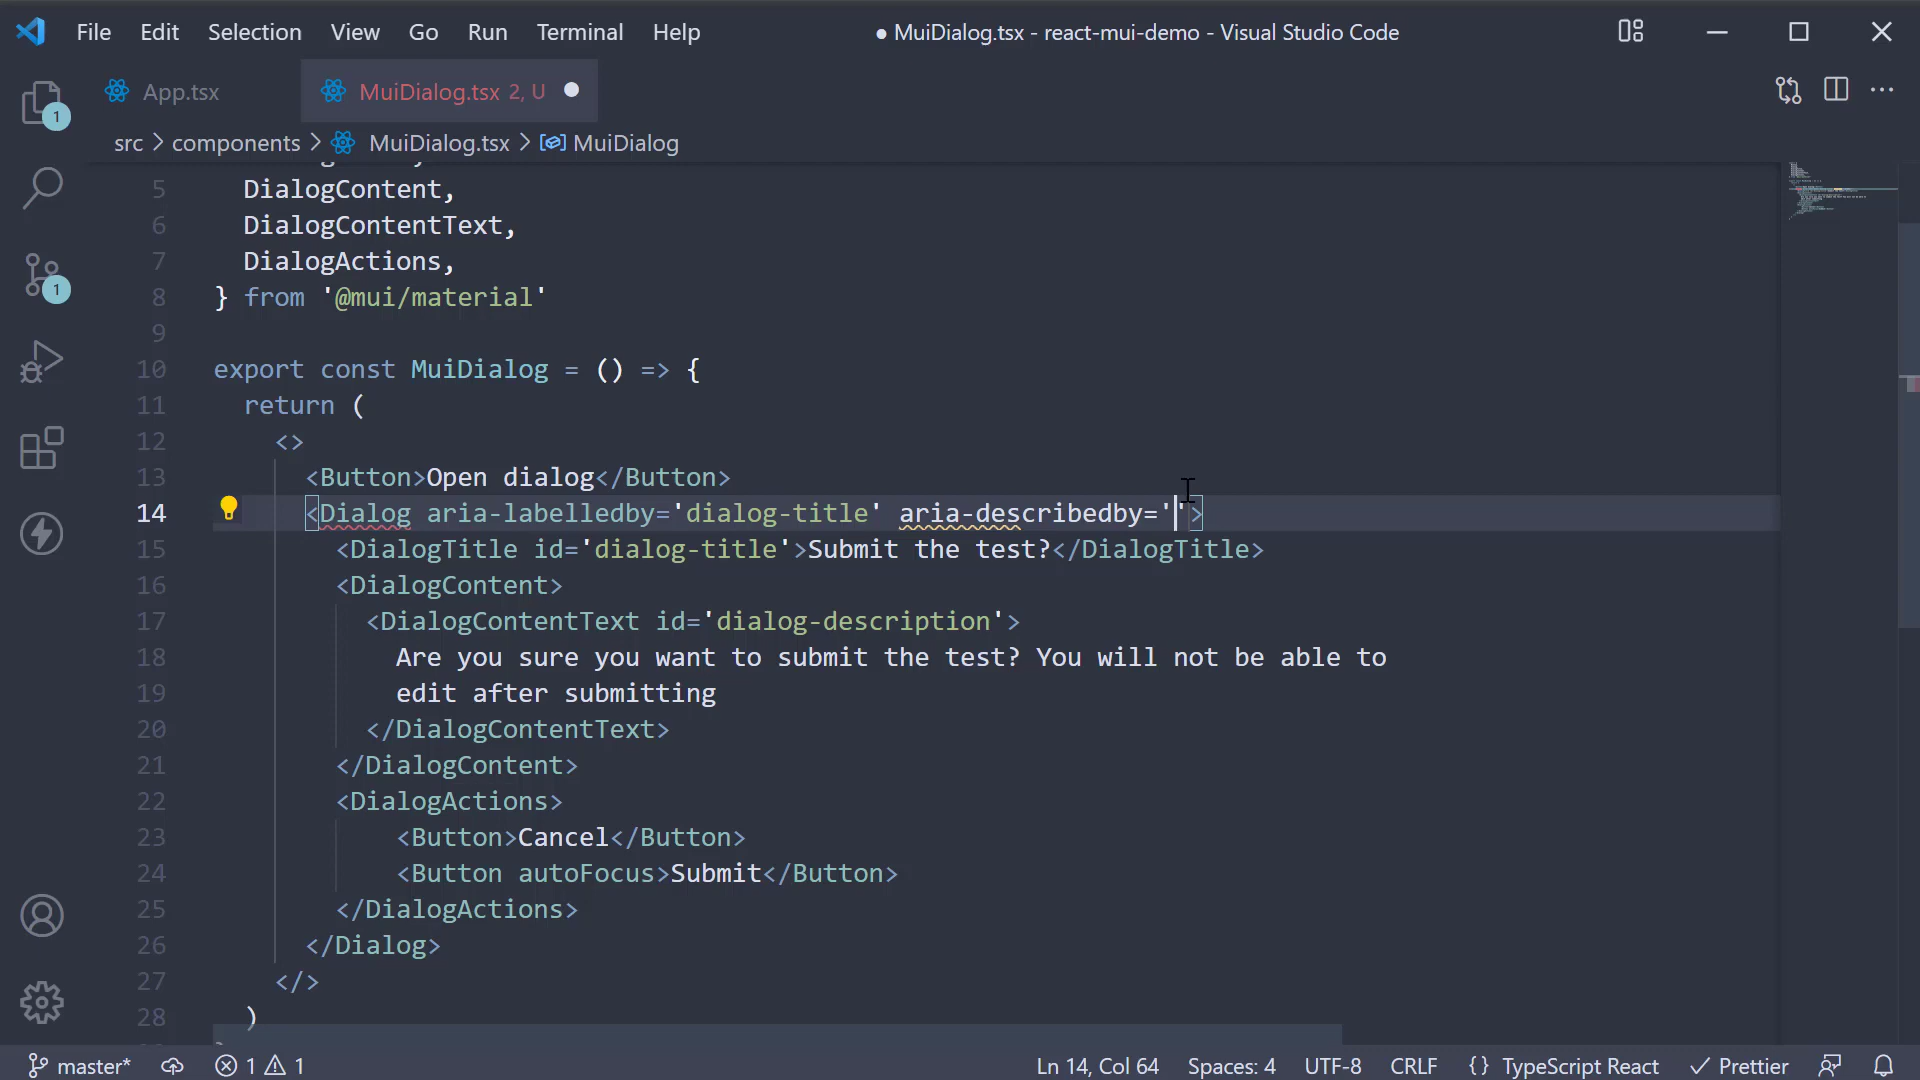 File Edit Selection View Go Run Terminal Help ● MuiDialog.tsx - react-mui-demo - Visual Studio Code
App.tsx MuiDialog.tsx 2, U
src > components > MuiDialog.tsx > MuiDialog
5 DialogContent,
6 DialogContentText,
7 DialogActions,
8 } from '@mui/material'
9
10 export const MuiDialog = () => {
11 return (
12 <>
13 <Button>Open dialog</Button>
14 <Dialog aria-labelledby='dialog-title' aria-describedby=''>
15 <DialogTitle id='dialog-title'>Submit the test?</DialogTitle>
16 <DialogContent>
17 <DialogContentText id='dialog-description'>
18 Are you sure you want to submit the test? You will not be able to
19 edit after submitting
20 </DialogContentText>
21 </DialogContent>
22 <DialogActions>
23 <Button>Cancel</Button>
24 <Button autoFocus>Submit</Button>
25 </DialogActions>
26 </Dialog>
27 </>
28 )
1
1
master* 1 1 Ln 14, Col 64 Spaces: 4 UTF-8 CRLF {} TypeScript React Prettier